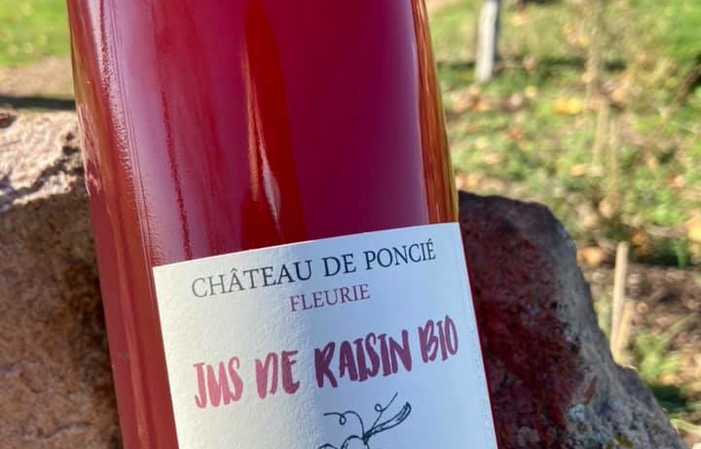 CHÂTEAU DE PONCIÉ
FLEURIE
JUS DE RAISIN BIO